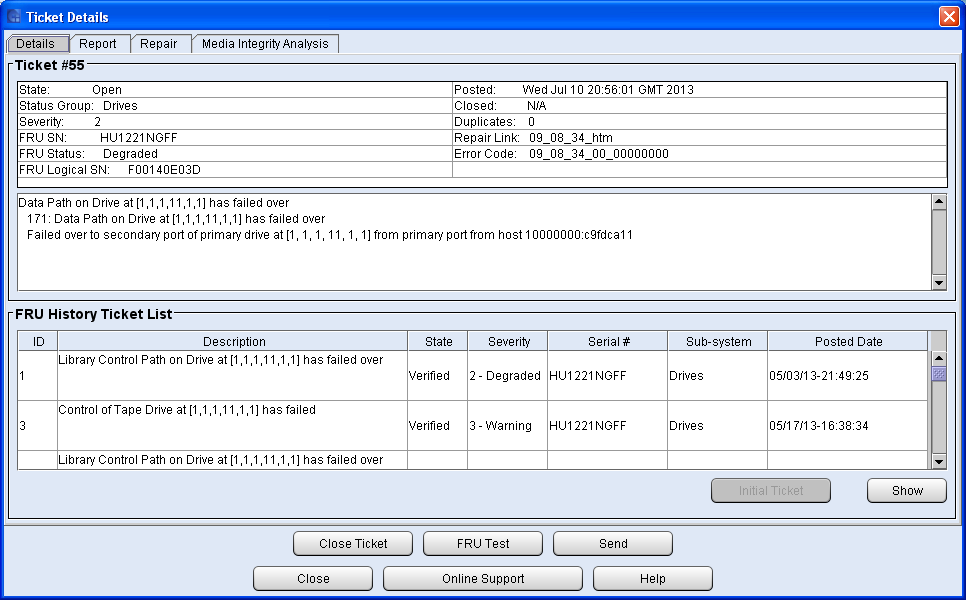 Ticket Details
Details Report Repair Media Integrity Analysis
Ticket #55
State: Open Posted: Wed Jul 10 20:56:01 GMT 2013
Status Group: Drives Closed: N/A
Severity: 2 Duplicates: 0
FRU SN: HU1221NGFF Repair Link: 09_08_34_htm
FRU Status: Degraded Error Code: 09_08_34_00_00000000
FRU Logical SN: F00140E03D
Data Path on Drive at [1,1,1,11,1,1] has failed over
171: Data Path on Drive at [1,1,1,11,1,1] has failed over
Failed over to secondary port of primary drive at [1, 1, 1, 11, 1, 1] from primary port from host 10000000:c9fdca11
FRU History Ticket List
ID Description State Severity Serial # Sub-system Posted Date
Library Control Path on Drive at [1,1,1,11,1,1] has failed over
1 Verified 2 - Degraded HU1221NGFF Drives 05/03/13-21:49:25
Control of Tape Drive at [1,1,1,11,1,1] has failed
3 Verified 3 - Warning HU1221NGFF Drives 05/17/13-16:38:34
Library Control Path on Drive at [1,1,1,11,1,1] has failed over
Initial Ticket Show
Close Ticket FRU Test Send
Close Online Support Help